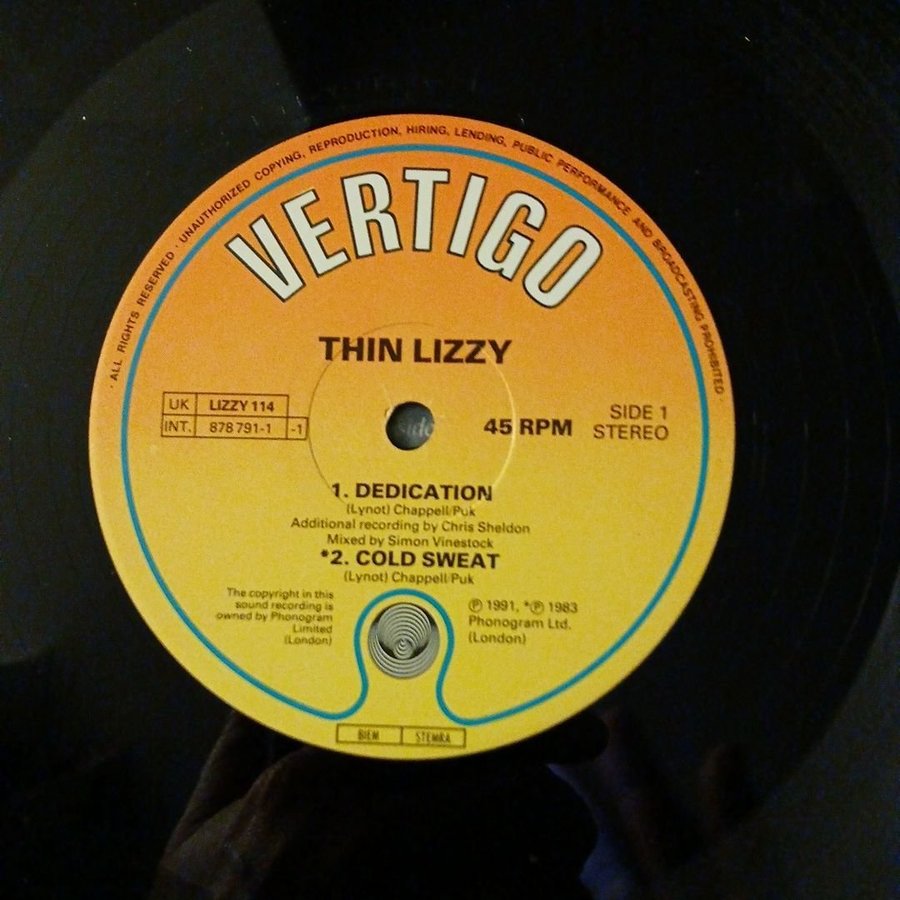 · ALL RIGHTS RESERVED · UNAUTHORIZED COPYING, REPRODUCTION, HIRING, LENDING, PUBLIC PERFORMANCE AND BROADCASTING PROHIBITED
VERTIGO
THIN LIZZY
UK LIZZY 114
INT. 878 791-1 -1
45 RPM
SIDE 1
STEREO
1. DEDICATION
(Lynot) Chappell/Puk
Additional recording by Chris Sheldon
Mixed by Simon Vinestock
*2. COLD SWEAT
(Lynot) Chappell/Puk
The copyright in this
sound recording is
owned by Phonogram
Limited
(London)
Ⓟ 1991, *Ⓟ 1983
Phonogram Ltd.
(London)
BIEM STEMRA